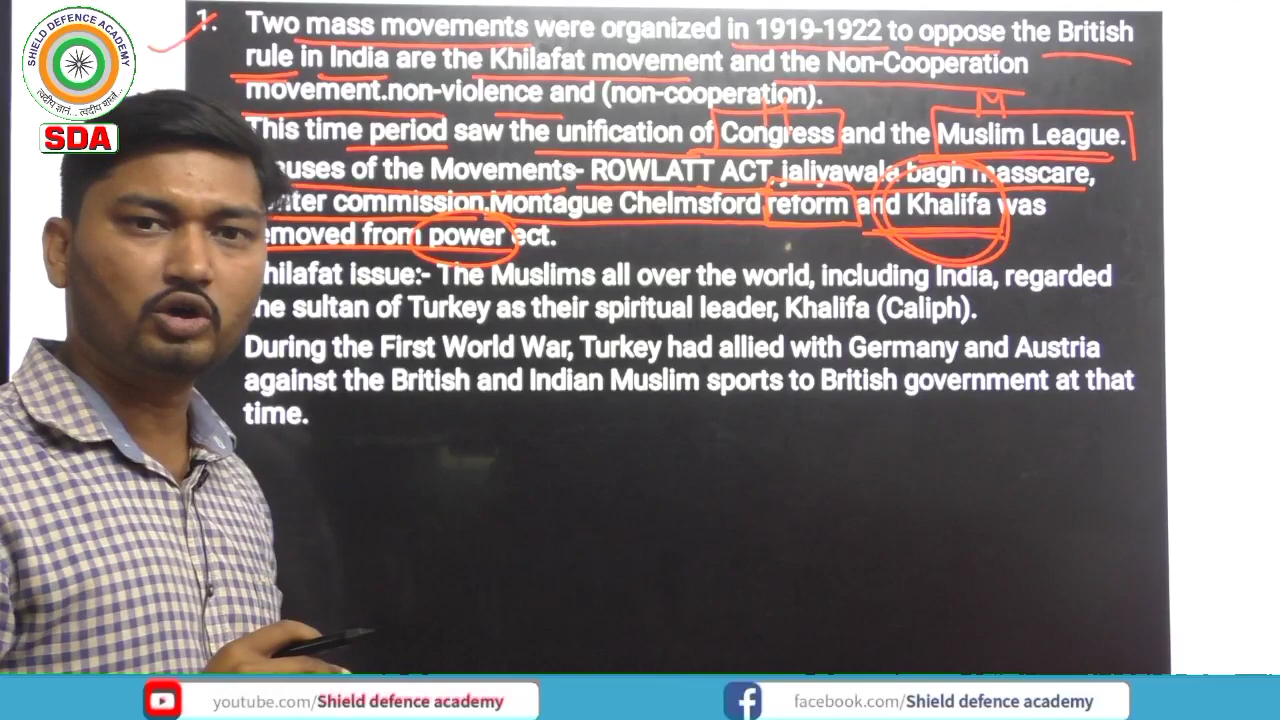 SHIELD DEFENCE ACADEMY
SDA
1. Two mass movements were organized in 1919-1922 to oppose the British
rule in India are the Khilafat movement and the Non-Cooperation
movement.non-violence and (non-cooperation).
H M
This time period saw the unification of Congress and the Muslim League.
of the Movements- ROWLATT ACT, jaliyawala bagh masscare,
commission,Montague Chelmsford reform and Khalifa was
from power ect.
issue:- The Muslims all over the world, including India, regarded
the sultan of Turkey as their spiritual leader, Khalifa (Caliph).
During the First World War, Turkey had allied with Germany and Austria
against the British and Indian Muslim sports to British government at that
time.
youtube.com/Shield defence academy
facebook.com/Shield defence academy